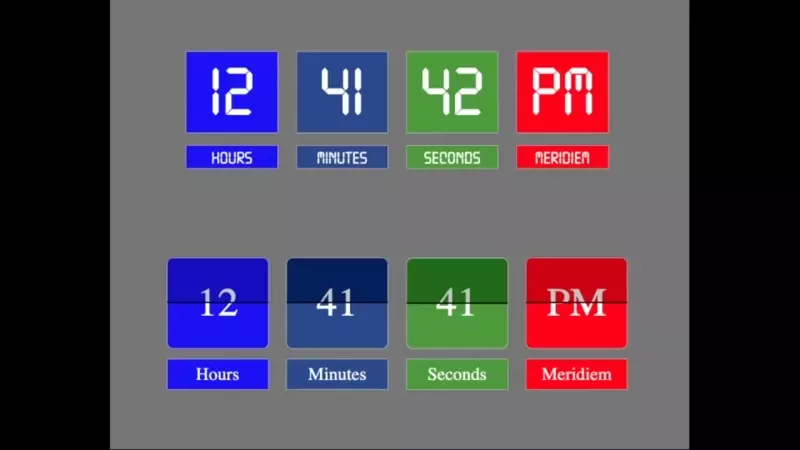 12 41 42 PM
HOURS MINUTES SECONDS MERIDIEM
12 41 41 PM
Hours Minutes Seconds Meridiem